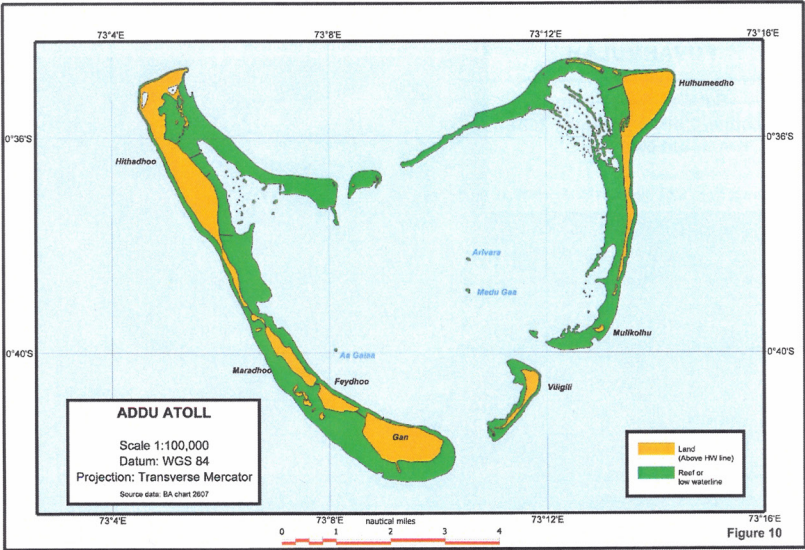 73°4'E
73°8'E
73°12'E
73°16'E
Hulhumeedho
0°36'S
0°36'S
Hithadhoo
Arivara
Medu Gaa
Mulikolhu
0°40'S
0°40'S
Aa Galaa
Maradhoo
Feydhoo
Viligili
Gan
ADDU ATOLL
Scale 1:100,000
Datum: WGS 84
Projection: Transverse Mercator
Source data: BA chart 2607
Land
(Above HW line)
Reef or
low waterline
73°4'E
73°8'E
73°12'E
73°16'E
nautical miles
0 1 2 3 4
Figure 10